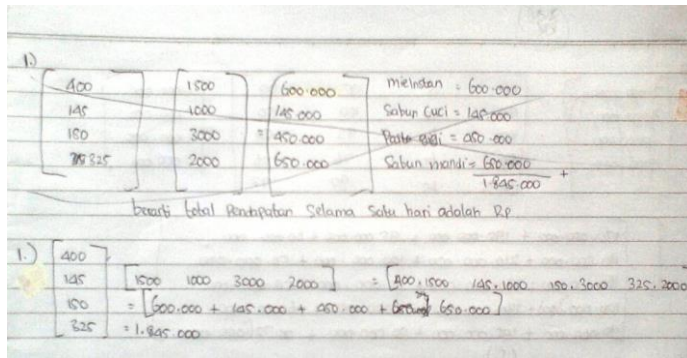 1.)
400 1500 600.000 mieInstan = 600.000
145 1000 145.000 Sabun Cuci = 145.000
150 3000 = 450.000 Pasta gigi = 450.000
325 2000 650.000 Sabun mandi = 650.000
1.845.000 +
berarti total Pendapatan Selama Satu hari adalah Rp
1.) 400
145 [1500 1000 3000 2000] = [400.1500 145.1000 150.3000 325.2000
150 = [600.000 + 145.000 + 450.000 + 650.000]
325 = 1.845.000